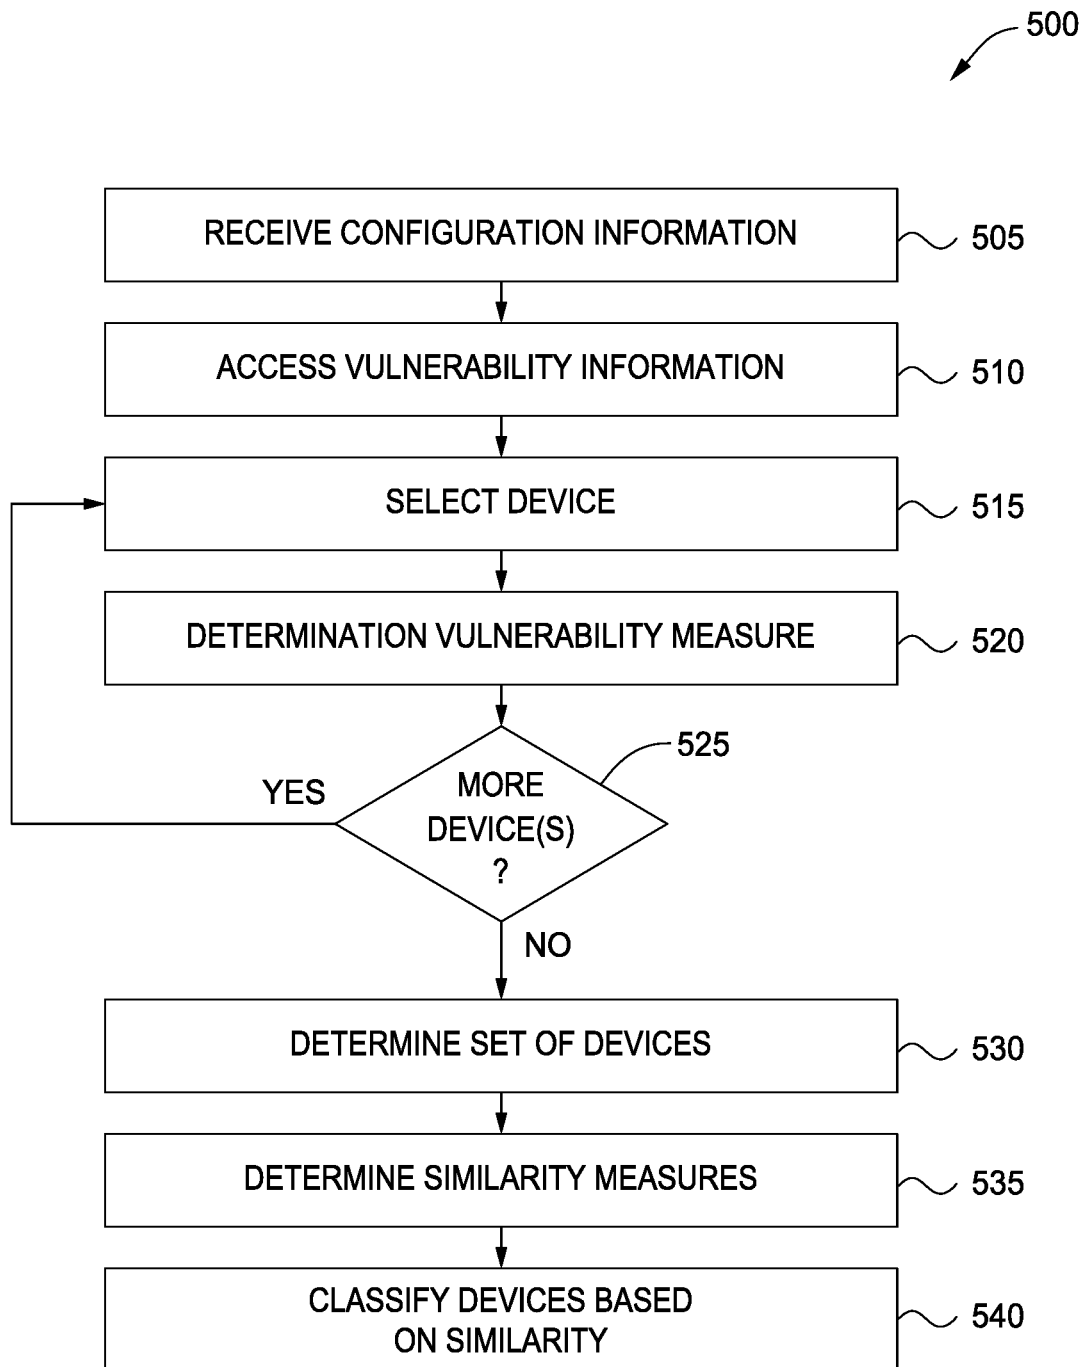 500
RECEIVE CONFIGURATION INFORMATION
505
ACCESS VULNERABILITY INFORMATION
510
SELECT DEVICE
515
DETERMINATION VULNERABILITY MEASURE
520
525
YES
MORE
DEVICE(S)
?
NO
DETERMINE SET OF DEVICES
530
DETERMINE SIMILARITY MEASURES
535
CLASSIFY DEVICES BASED
ON SIMILARITY
540